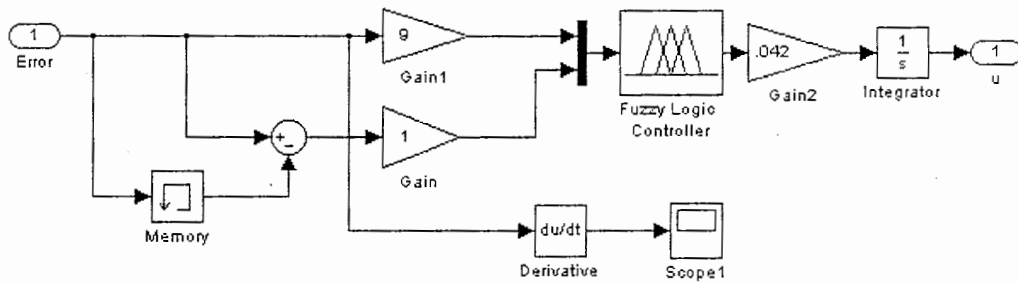 1
Error
9
Gain1
+
-
1
Gain
Memory
Fuzzy Logic
Controller
.042
Gain2
1
s
Integrator
1
u
du/dt
Derivative
Scope1